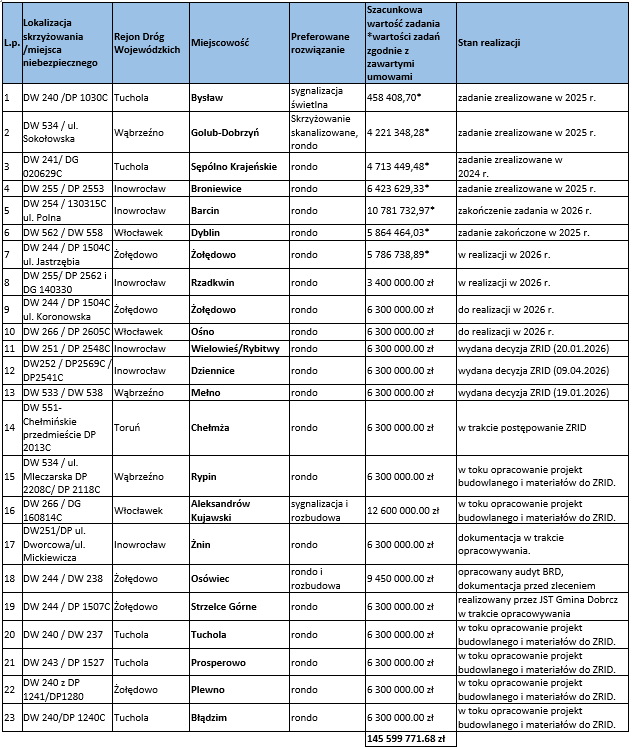 L.p. Lokalizacja skrzyżowania /miejsca niebezpiecznego Rejon Dróg Wojewódzkich Miejscowość Preferowane rozwiązanie Szacunkowa wartość zadania *wartości zadań zgodnie z zawartymi umowami Stan realizacji
1 DW 240 /DP 1030C Tuchola Bysław sygnalizacja świetlna 458 408,70* zadanie zrealizowane w 2025 r.
2 DW 534 / ul. Sokołowska Wąbrzeźno Golub-Dobrzyń Skrzyżowanie skanalizowane, rondo 4 221 348,28* zadanie zrealizowane w 2025 r.
3 DW 241/ DG 020629C Tuchola Sępólno Krajeńskie rondo 4 713 449,48* zadanie zrealizowane w 2024 r.
4 DW 255 / DP 2553 Inowrocław Broniewice rondo 6 423 629,33* zadanie zrealizowane w 2025 r.
5 DW 254 / 130315C ul. Polna Inowrocław Barcin rondo 10 781 732,97* zakończenie zadania w 2026 r.
6 DW 562 / DW 558 Włocławek Dyblin rondo 5 864 464,03* zadanie zakończone w 2025 r.
7 DW 244 / DP 1504C ul. Jastrzębia Żołędowo Żołędowo rondo 5 786 738,89* w realizacji w 2026 r.
8 DW 255/ DP 2562 i DG 140330 Inowrocław Rzadkwin rondo 3 400 000.00 zł w realizacji w 2026 r.
9 DW 244 / DP 1504C ul. Koronowska Żołędowo Żołędowo rondo 6 300 000.00 zł do realizacji w 2026 r.
10 DW 266 / DP 2605C Włocławek Ośno rondo 6 300 000.00 zł do realizacji w 2026 r.
11 DW 251 / DP 2548C Inowrocław Wielowieś/Rybitwy rondo 6 300 000.00 zł wydana decyzja ZRID (20.01.2026)
12 DW252 / DP2569C / DP2541C Inowrocław Dziennice rondo 6 300 000.00 zł wydana decyzja ZRID (09.04.2026)
13 DW 533 / DW 538 Wąbrzeźno Mełno rondo 6 300 000.00 zł wydana decyzja ZRID (19.01.2026)
14 DW 551- Chełmińskie przedmieście DP 2013C Toruń Chełmża rondo 6 300 000.00 zł w trakcie postępowanie ZRID
15 DW 534 / ul. Mleczarska DP 2208C/ DP 2118C Wąbrzeźno Rypin rondo 6 300 000.00 zł w toku opracowanie projekt budowlanego i materiałów do ZRID.
16 DW 266 / DG 160814C Włocławek Aleksandrów Kujawski sygnalizacja i rozbudowa 12 600 000.00 zł w toku opracowanie projekt budowlanego i materiałów do ZRID.
17 DW251/DP ul. Dworcowa/ul. Mickiewicza Inowrocław Żnin rondo 6 300 000.00 zł dokumentacja w trakcie opracowywania.
18 DW 244 / DW 238 Żołędowo Osówiec rondo i rozbudowa 9 450 000.00 zł opracowany audyt BRD, dokumentacja przed zleceniem
19 DW 244 / DP 1507C Żołędowo Strzelce Górne rondo 6 300 000.00 zł realizowany przez JST Gmina Dobrcz w trakcie opracowywania
20 DW 240 / DW 237 Tuchola Tuchola rondo 6 300 000.00 zł w toku opracowanie projekt budowlanego i materiałów do ZRID.
21 DW 243 / DP 1527 Tuchola Prosperowo rondo 6 300 000.00 zł w toku opracowanie projekt budowlanego i materiałów do ZRID.
22 DW 240 z DP 1241/DP1280 Żołędowo Plewno rondo 6 300 000.00 zł w toku opracowanie projekt budowlanego i materiałów do ZRID.
23 DW 240/DP 1240C Tuchola Błądzim rondo 6 300 000.00 zł w toku opracowanie projekt budowlanego i materiałów do ZRID.
145 599 771.68 zł